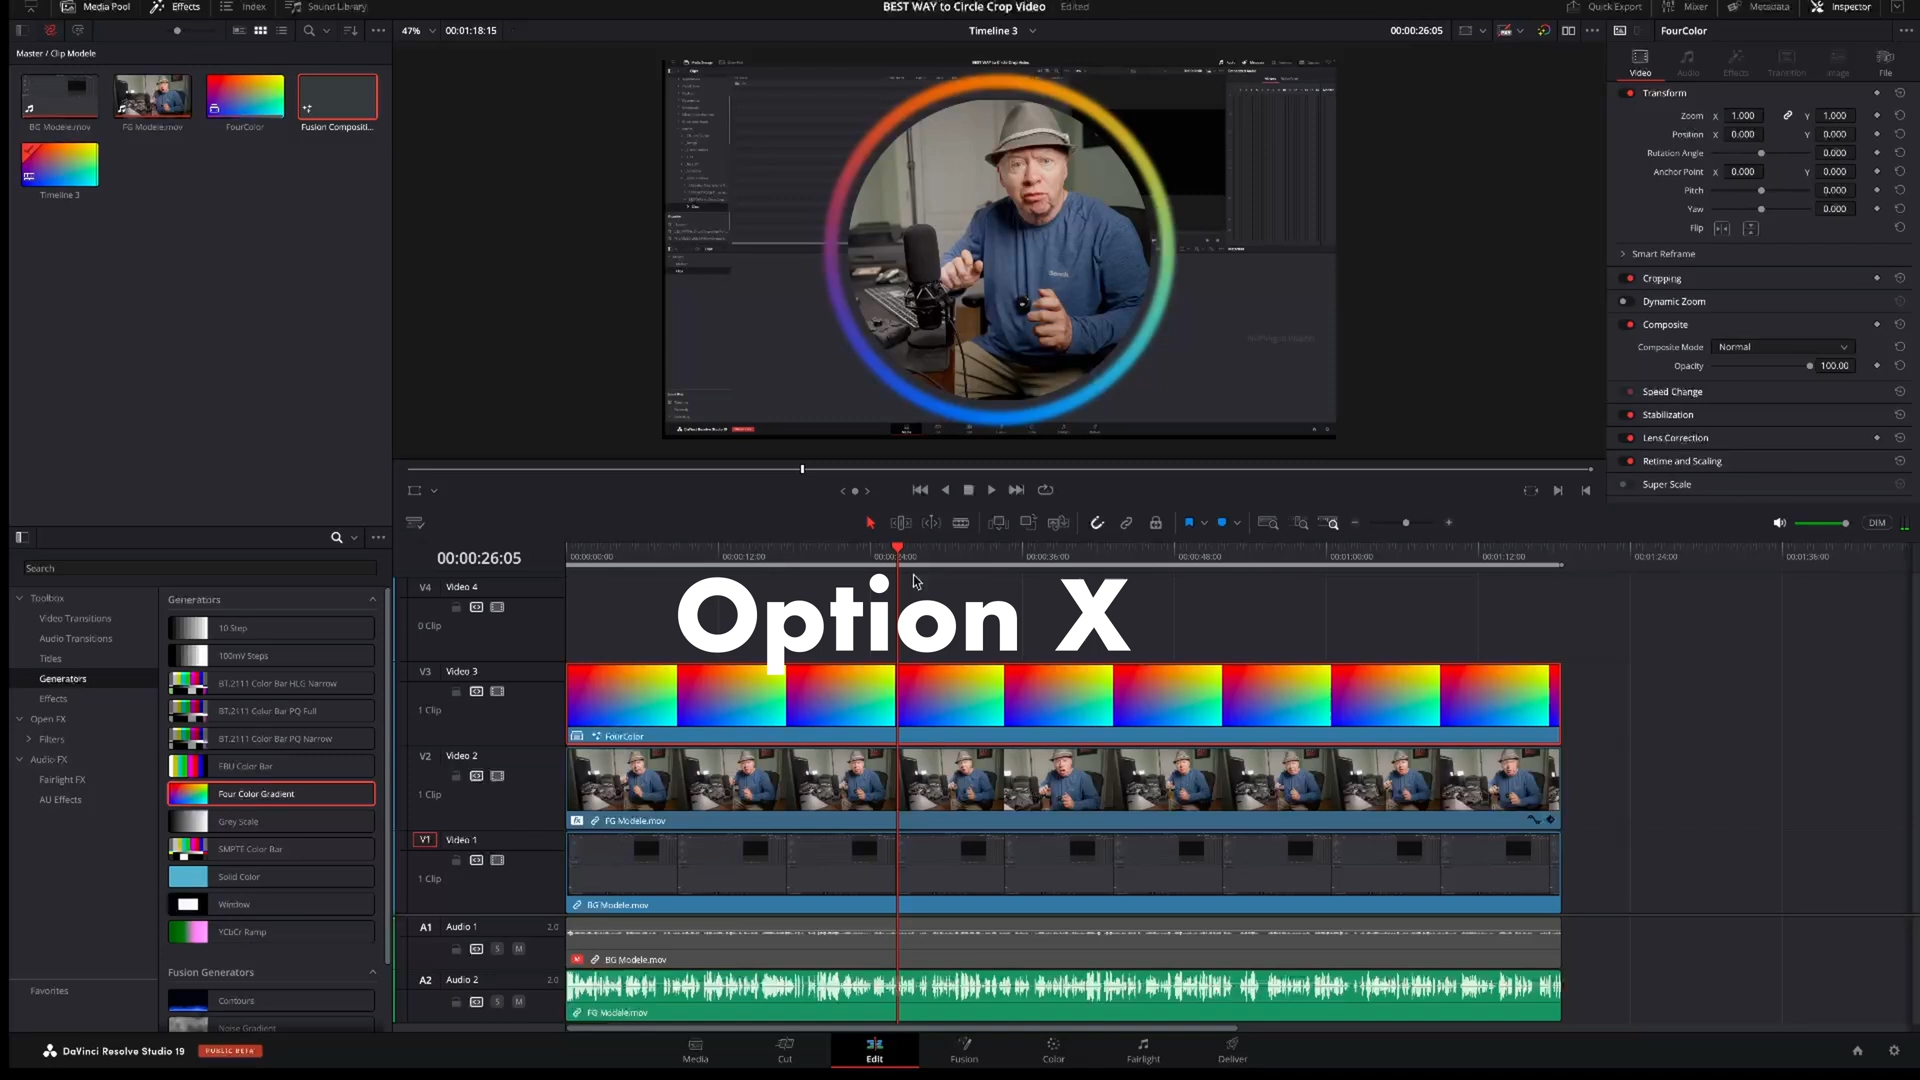 Media Pool
Effects
Index
Sound Library
BEST WAY to Circle Crop Video
Edited
Quick Export
Mixer
Metadata
Inspector
47%
00:01:18:15
Timeline 3
00:00:26:05
FourColor
Master / Clip Modele
BG Modele.mov
FG Modele.mov
FourColor
Fusion Compositi...
Timeline 3
Video
Audio
Effects
Transition
Image
File
Transform
Zoom X 1.000 Y 1.000
Position X 0.000 Y 0.000
Rotation Angle 0.000
Anchor Point X 0.000 Y 0.000
Pitch 0.000
Yaw 0.000
Flip
Smart Reframe
Cropping
Dynamic Zoom
Composite
Composite Mode Normal
Opacity 100.00
Speed Change
Stabilization
Lens Correction
Retime and Scaling
Super Scale
DIM
Search
Toolbox
Video Transitions
Audio Transitions
Titles
Generators
Effects
Open FX
Filters
Audio FX
Fairlight FX
AU Effects
Favorites
Generators
10 Step
100mV Steps
BT.2111 Color Bar HLG Narrow
BT.2111 Color Bar PQ Full
BT.2111 Color Bar PQ Narrow
EBU Color Bar
Four Color Gradient
Grey Scale
SMPTE Color Bar
Solid Color
Window
YCbCr Ramp
Fusion Generators
Contours
Noise Gradient
00:00:26:05
00:00:00:00
00:00:12:00
00:00:24:00
00:00:36:00
00:00:48:00
00:01:00:00
00:01:12:00
00:01:24:00
00:01:36:00
Option X
V4 Video 4
0 Clip
V3 Video 3
1 Clip
FourColor
V2 Video 2
1 Clip
FG Modele.mov
V1 Video 1
1 Clip
BG Modele.mov
A1 Audio 1 2.0
S M
M BG Modele.mov
A2 Audio 2 2.0
S M
FG Modele.mov
DaVinci Resolve Studio 19
PUBLIC BETA
Media
Cut
Edit
Fusion
Color
Fairlight
Deliver